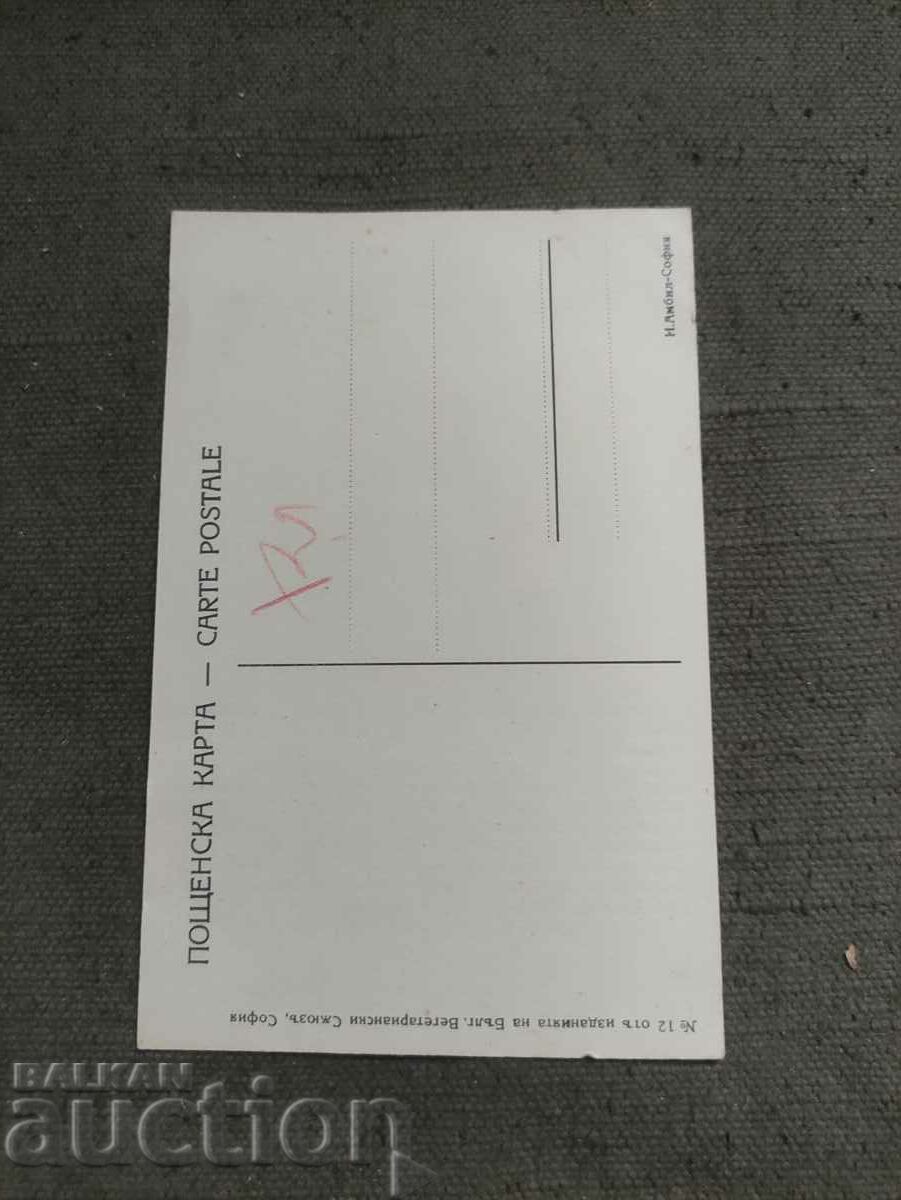 ПОЩЕНСКА КАРТА — CARTE POSTALE
№ 12 отъ изданията на Бълг. Вегетариански Съюзъ, София
Н. Амбил-София
BALKAN
auction